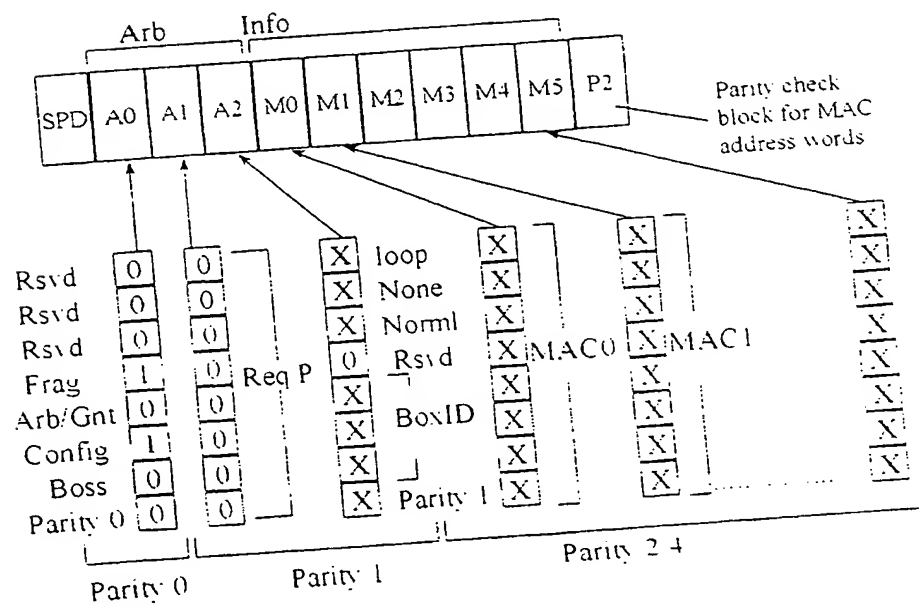 Arb Info
SPD A0 A1 A2 M0 M1 M2 M3 M4 M5 P2
Parity check
block for MAC
address words
Rsvd 0 0 X loop X X X
Rsvd 0 0 X None X X X
Rsvd 0 0 X Norml X X X
Frag 1 0 Req P 0 Rsvd X MAC0 X MAC1 X
Arb/Gnt 0 0 X X X X
Config 1 0 X BoxID X X X
Boss 0 0 X X X X
Parity 0 0 0 X Parity 1 X X X
Parity 0 Parity 1 Parity 2-4